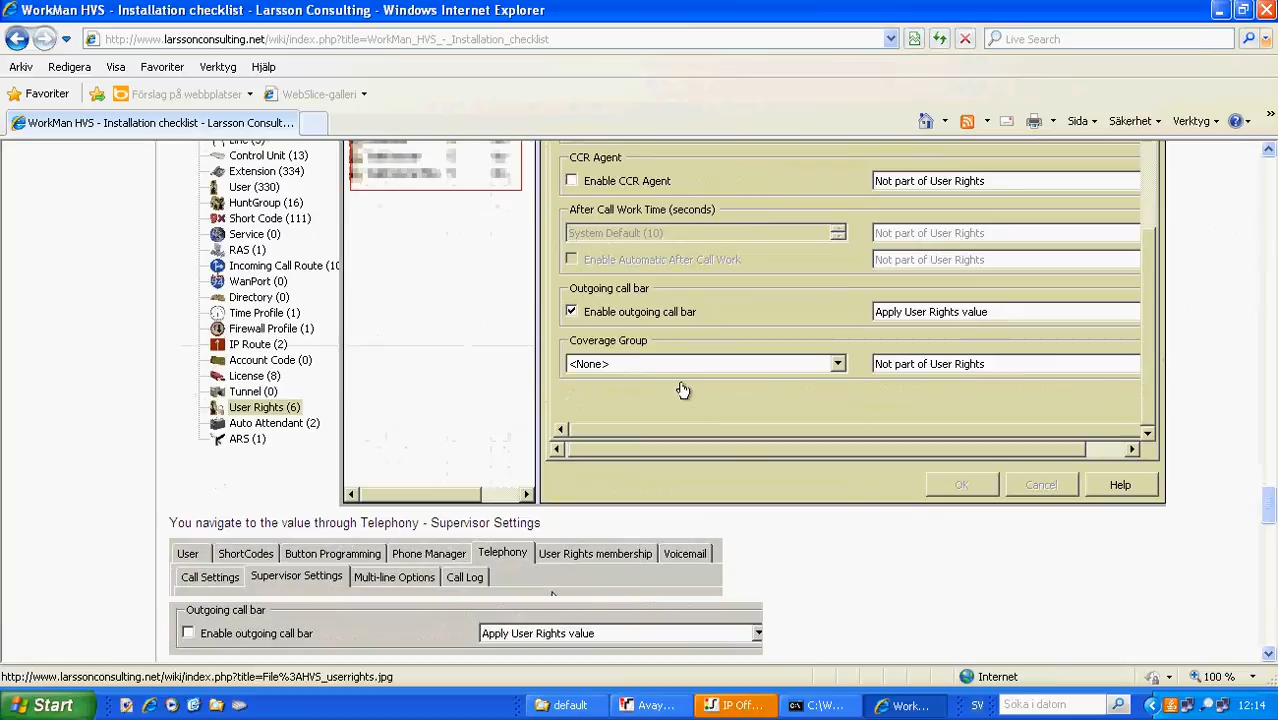 WorkMan HVS - Installation checklist - Larsson Consulting - Windows Internet Explorer
http://www.larssonconsulting.net/wiki/index.php?title=WorkMan_HVS_-_Installation_checklist
Live Search
Arkiv Redigera Visa Favoriter Verktyg Hjälp
Favoriter Förslag på webbplatser WebSlice-galleri
WorkMan HVS - Installation checklist - Larsson Consult... Sida Säkerhet Verktyg
Control Unit (13)
Extension (334)
User (330)
HuntGroup (16)
Short Code (111)
Service (0)
RAS (1)
Incoming Call Route (10
WanPort (0)
Directory (0)
Time Profile (1)
Firewall Profile (1)
IP Route (2)
Account Code (0)
License (8)
Tunnel (0)
User Rights (6)
Auto Attendant (2)
ARS (1)
CCR Agent
Enable CCR Agent Not part of User Rights
After Call Work Time (seconds)
System Default (10) Not part of User Rights
Enable Automatic After Call Work Not part of User Rights
Outgoing call bar
Enable outgoing call bar Apply User Rights value
Coverage Group
<None> Not part of User Rights
OK Cancel Help
You navigate to the value through Telephony - Supervisor Settings
User ShortCodes Button Programming Phone Manager Telephony User Rights membership Voicemail
Call Settings Supervisor Settings Multi-line Options Call Log
Outgoing call bar
Enable outgoing call bar Apply User Rights value
http://www.larssonconsulting.net/wiki/index.php?title=File%3AHVS_userrights.jpg Internet 100 %
Start default Avay... IP Off... C:\W... Work... SV Söka i datorn 12:14